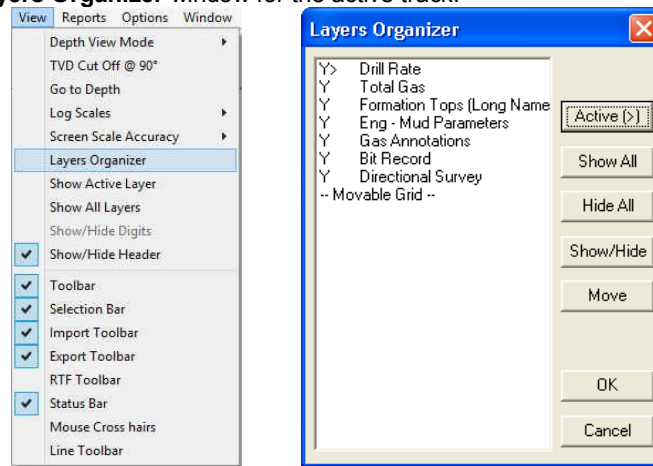 yers Organizer window for the active track.
View Reports Options Window
Depth View Mode
TVD Cut Off @ 90°
Go to Depth
Log Scales
Screen Scale Accuracy
Layers Organizer
Show Active Layer
Show All Layers
Show/Hide Digits
Show/Hide Header
Toolbar
Selection Bar
Import Toolbar
Export Toolbar
RTF Toolbar
Status Bar
Mouse Cross hairs
Line Toolbar
Layers Organizer
Y> Drill Rate
Y Total Gas
Y Formation Tops (Long Name
Y Eng - Mud Parameters
Y Gas Annotations
Y Bit Record
Y Directional Survey
-- Movable Grid --
Active (>)
Show All
Hide All
Show/Hide
Move
OK
Cancel